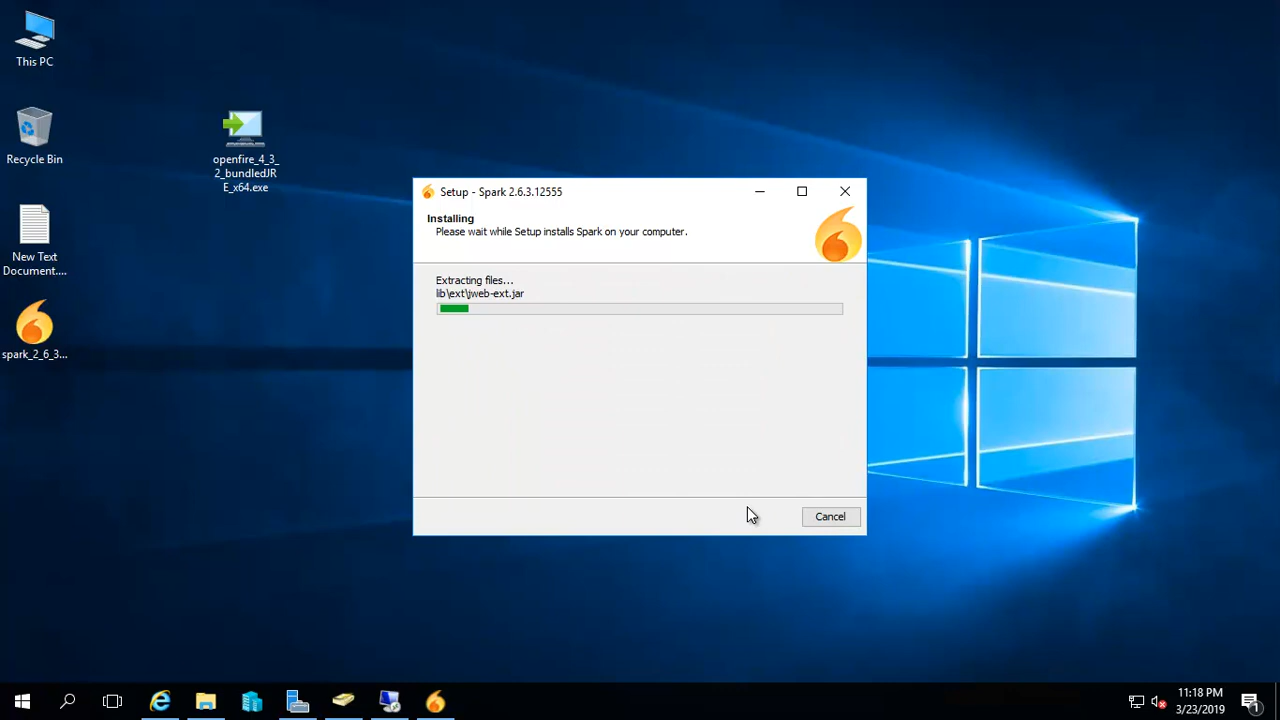 This PC
Recycle Bin
New Text
Document....
spark_2_6_3...
openfire_4_3_
2_bundledJR
E_x64.exe
Setup - Spark 2.6.3.12555
Installing
Please wait while Setup installs Spark on your computer.
Extracting files...
lib\ext\jweb-ext.jar
Cancel
11:18 PM
3/23/2019
1